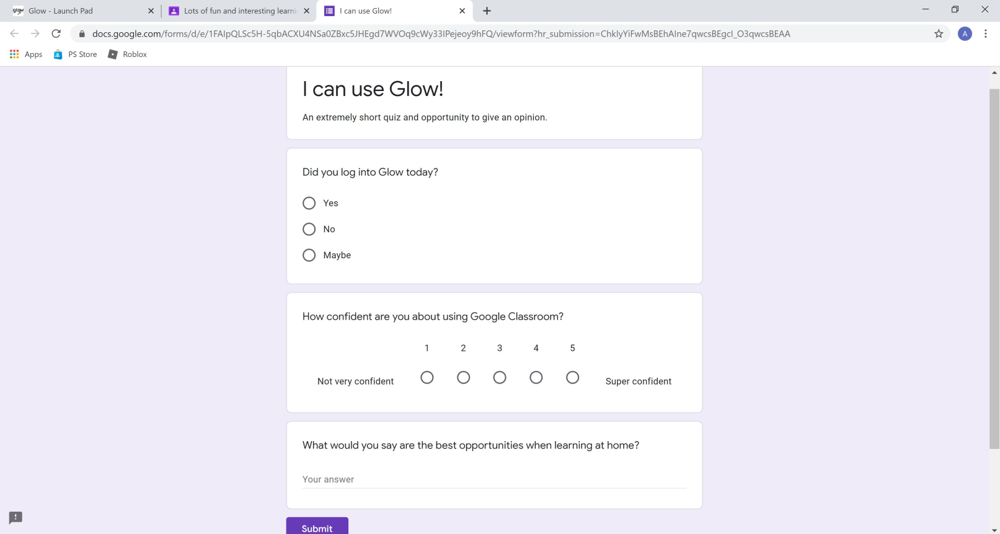 Glow - Launch Pad
Lots of fun and interesting learni
I can use Glow!
docs.google.com/forms/d/e/1FAIpQLSc5H-5qbACXU4NSa0ZBxc5JHEgd7WVOq9cWy33IPejeoy9hFQ/viewform?hr_submission=ChkIyYiFwMsBEhAIne7qwcsBEgcI_O3qwcsBEAA
A
Apps
PS Store
Roblox
I can use Glow!
An extremely short quiz and opportunity to give an opinion.
Did you log into Glow today?
Yes
No
Maybe
How confident are you about using Google Classroom?
1 2 3 4 5
Not very confident Super confident
What would you say are the best opportunities when learning at home?
Your answer
Submit